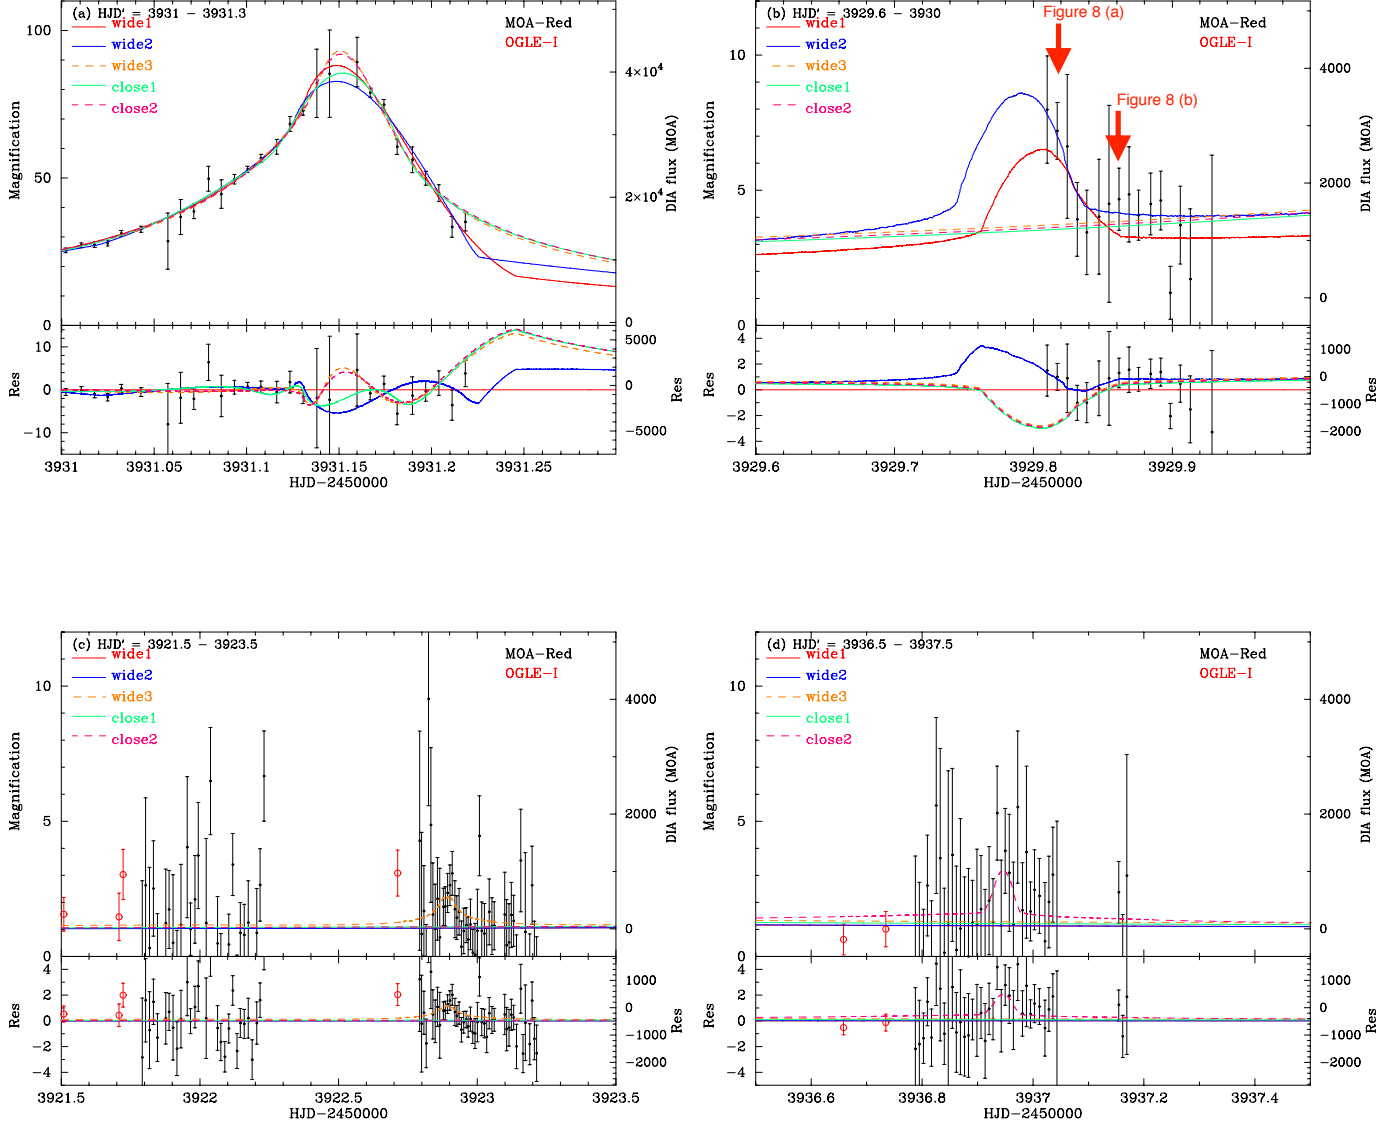 (a) HJD' = 3931 − 3931.3
wide1
wide2
wide3
close1
close2
MOA−Red
OGLE−I
100
50
0
Magnification
4×10⁴
2×10⁴
0
DIA flux (MOA)
10
0
−10
Res
5000
0
−5000
Res
3931
3931.05
3931.1
3931.15
3931.2
3931.25
HJD−2450000
(b) HJD' = 3929.6 − 3930
wide1
wide2
wide3
close1
close2
Figure 8 (a)
Figure 8 (b)
MOA−Red
OGLE−I
10
5
0
Magnification
4000
2000
0
DIA flux (MOA)
4
2
0
−2
−4
Res
1000
0
−1000
−2000
Res
3929.6
3929.7
3929.8
3929.9
HJD−2450000
(c) HJD' = 3921.5 − 3923.5
wide1
wide2
wide3
close1
close2
MOA−Red
OGLE−I
10
5
0
Magnification
4000
2000
0
DIA flux (MOA)
4
2
0
−2
−4
Res
1000
0
−1000
−2000
Res
3921.5
3922
3922.5
3923
3923.5
HJD−2450000
(d) HJD' = 3936.5 − 3937.5
wide1
wide2
wide3
close1
close2
MOA−Red
OGLE−I
10
5
0
Magnification
4000
2000
0
DIA flux (MOA)
4
2
0
−2
−4
Res
1000
0
−1000
−2000
Res
3936.6
3936.8
3937
3937.2
3937.4
HJD−2450000